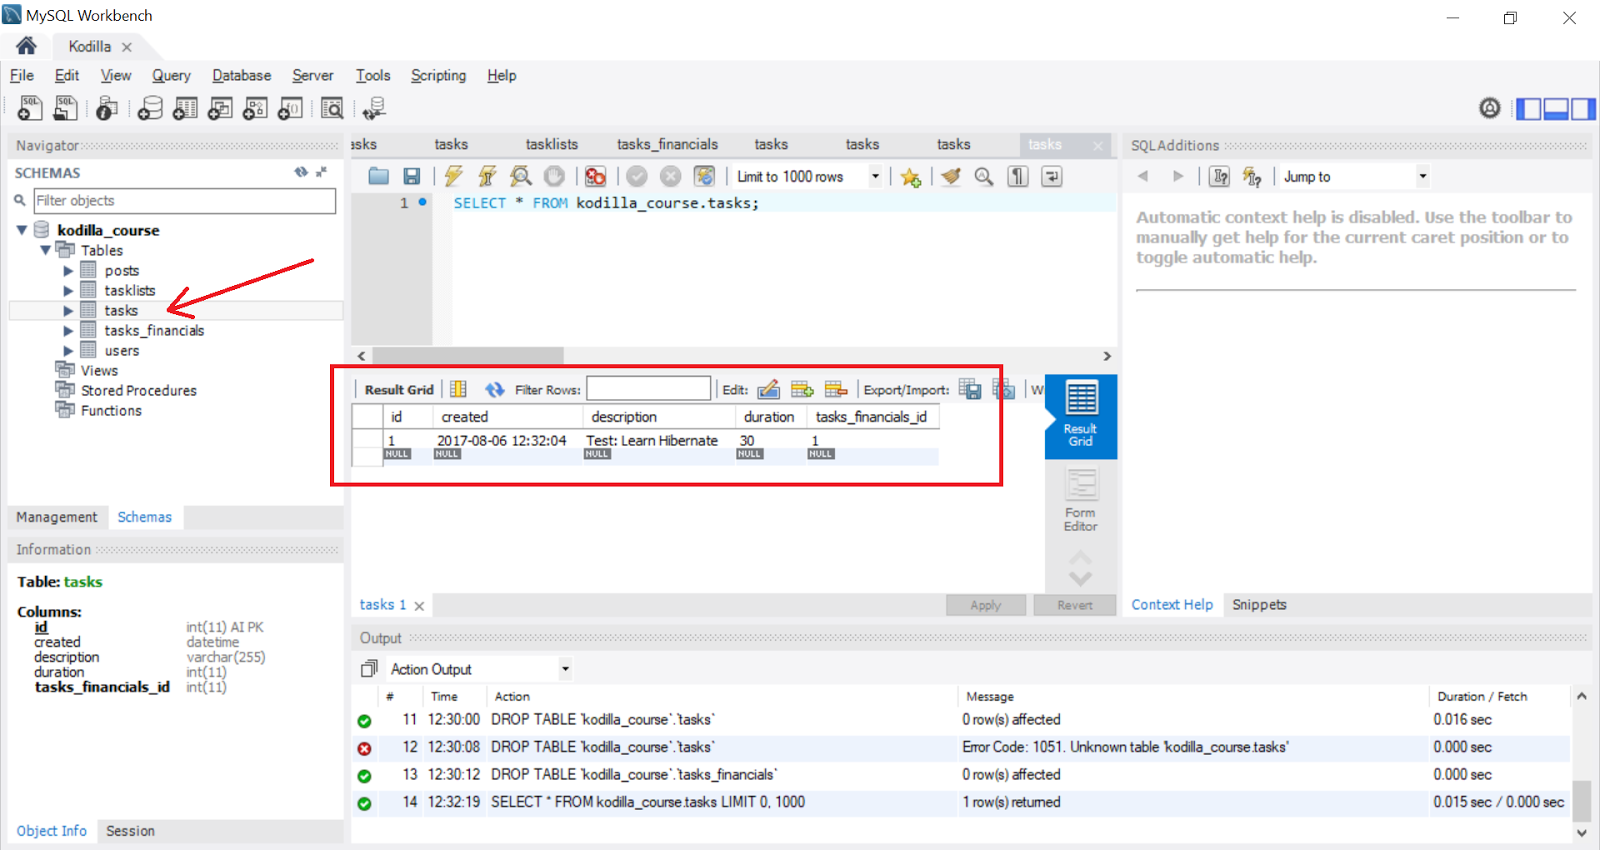 MySQL Workbench
Kodilla
File Edit View Query Database Server Tools Scripting Help
Navigator
SCHEMAS
Filter objects
kodilla_course
Tables
posts
tasklists
tasks
tasks_financials
users
Views
Stored Procedures
Functions
Management Schemas
Information
Table: tasks
Columns:
id int(11) AI PK
created datetime
description varchar(255)
duration int(11)
tasks_financials_id int(11)
Object Info Session
asks tasks tasklists tasks_financials tasks tasks tasks tasks
Limit to 1000 rows
1 SELECT * FROM kodilla_course.tasks;
Result Grid Filter Rows: Edit: Export/Import: W
id created description duration tasks_financials_id
1 2017-08-06 12:32:04 Test: Learn Hibernate 30 1
NULL NULL NULL NULL NULL
Result
Grid
Form
Editor
tasks 1 Apply Revert
SQLAdditions
Jump to
Automatic context help is disabled. Use the toolbar to
manually get help for the current caret position or to
toggle automatic help.
Context Help Snippets
Output
Action Output
# Time Action Message Duration / Fetch
11 12:30:00 DROP TABLE `kodilla_course`.`tasks` 0 row(s) affected 0.016 sec
12 12:30:08 DROP TABLE `kodilla_course`.`tasks` Error Code: 1051. Unknown table 'kodilla_course.tasks' 0.000 sec
13 12:30:12 DROP TABLE `kodilla_course`.`tasks_financials` 0 row(s) affected 0.000 sec
14 12:32:19 SELECT * FROM kodilla_course.tasks LIMIT 0, 1000 1 row(s) returned 0.015 sec / 0.000 sec